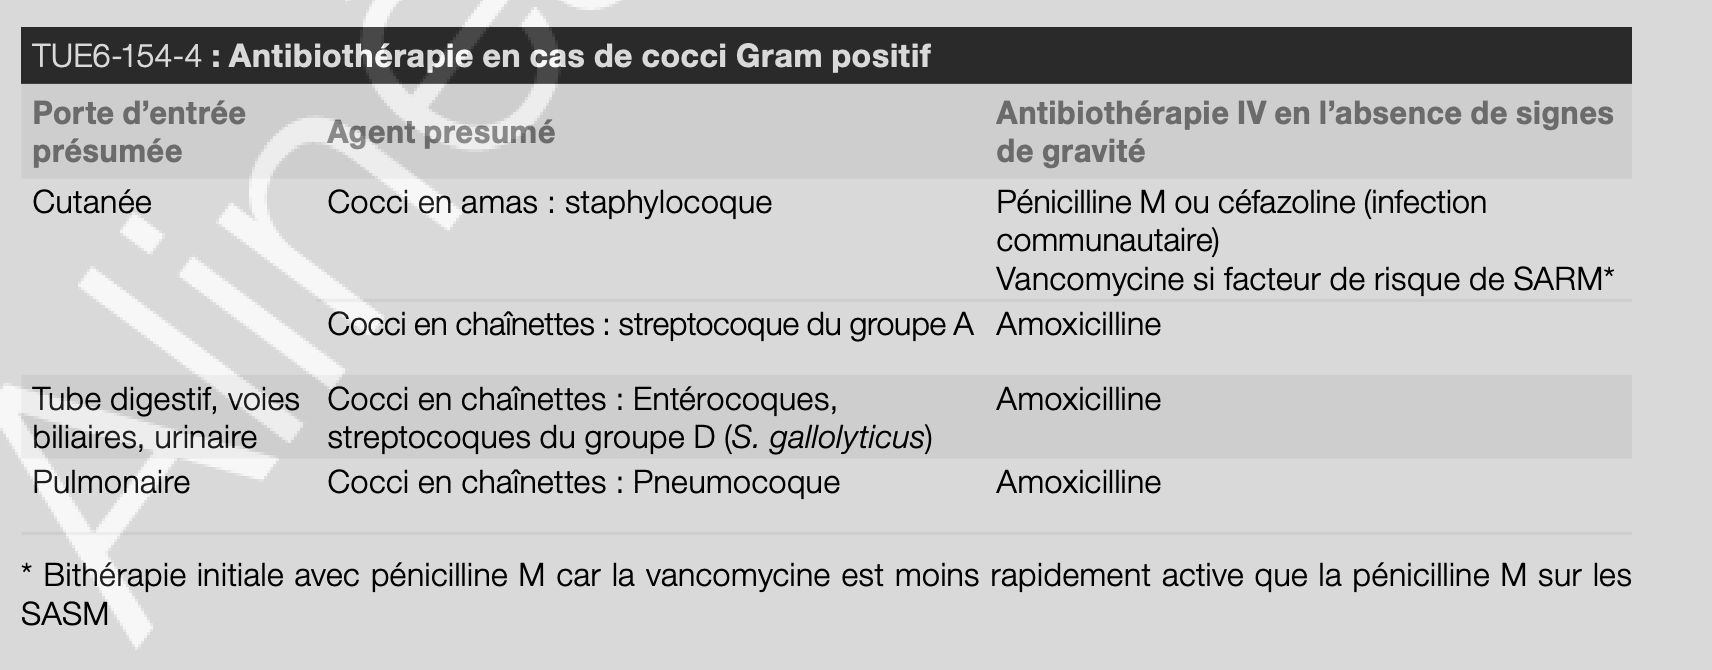 TUE6-154-4 : Antibiothérapie en cas de cocci Gram positif
Porte d'entrée
présumée
Agent presumé
Antibiothérapie IV en l'absence de signes
de gravité
Cutanée
Cocci en amas : staphylocoque
Pénicilline M ou céfazoline (infection
communautaire)
Vancomycine si facteur de risque de SARM*
Cocci en chaînettes : streptocoque du groupe A
Amoxicilline
Tube digestif, voies
biliaires, urinaire
Cocci en chaînettes : Entérocoques,
streptocoques du groupe D (S. gallolyticus)
Amoxicilline
Pulmonaire
Cocci en chaînettes : Pneumocoque
Amoxicilline
* Bithérapie initiale avec pénicilline M car la vancomycine est moins rapidement active que la pénicilline M sur les
SASM